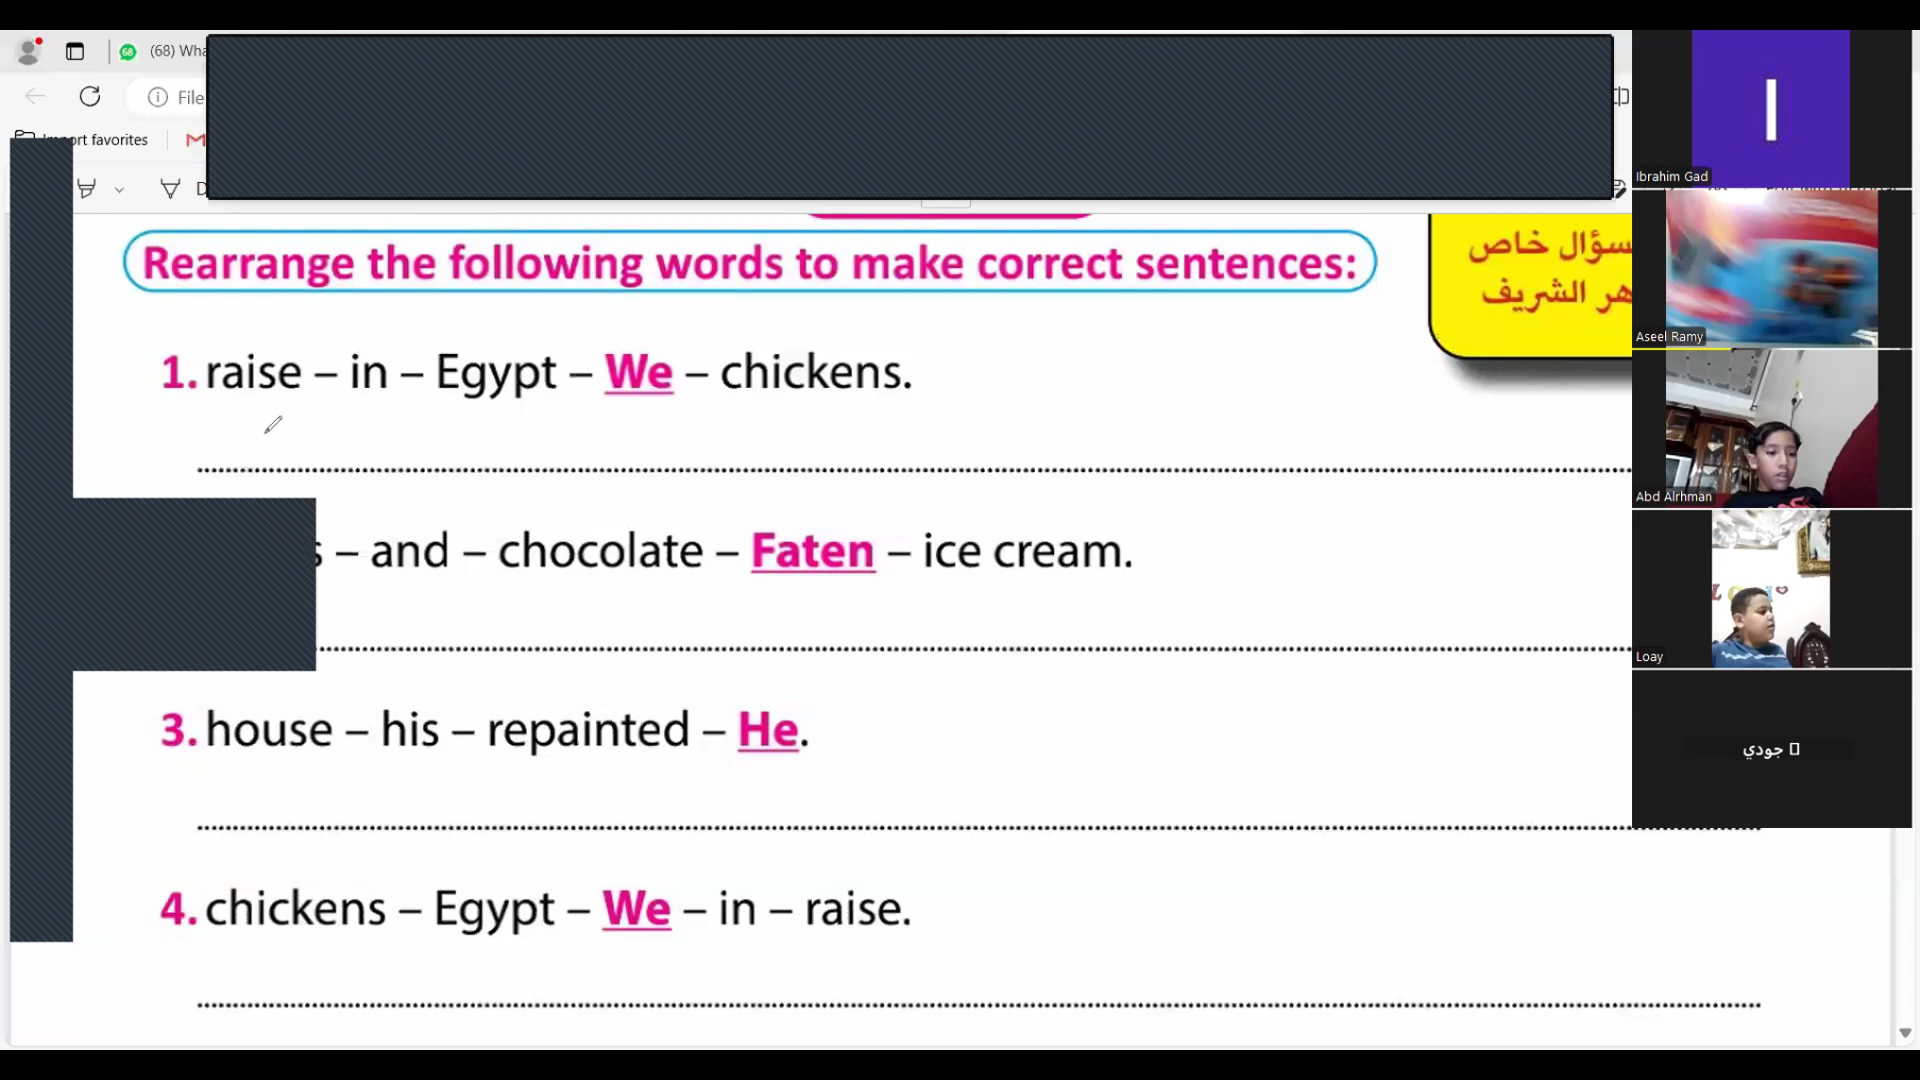 (68) Wha
File
Import favorites
Rearrange the following words to make correct sentences:
سؤال خاص
هر الشريف
1. raise – in – Egypt – We – chickens.
s – and – chocolate – Faten – ice cream.
3. house – his – repainted – He.
4. chickens – Egypt – We – in – raise.
I
Ibrahim Gad
Aseel Ramy
Abd Alrhman
Loay
جودي